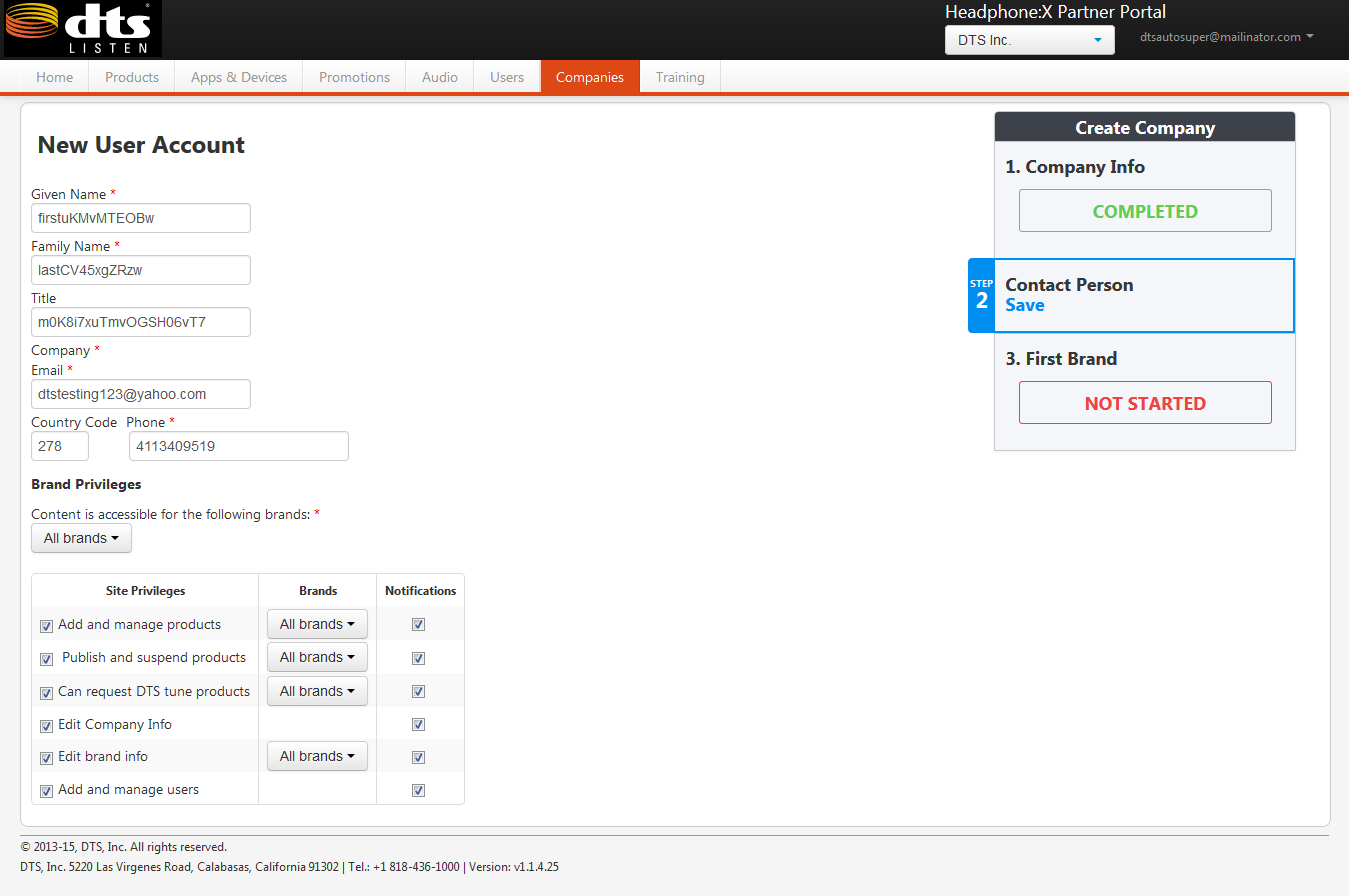 dts
®
LISTEN
Headphone:X Partner Portal
DTS Inc.
dtsautosuper@mailinator.com
Home Products Apps & Devices Promotions Audio Users Companies Training
New User Account
Given Name *
firstuKMvMTEOBw
Family Name *
lastCV45xgZRzw
Title
m0K8i7xuTmvOGSH06vT7
Company *
Email *
dtstesting123@yahoo.com
Country Code Phone *
278 4113409519
Brand Privileges
Content is accessible for the following brands: *
All brands
Site Privileges Brands Notifications
Add and manage products All brands
Publish and suspend products All brands
Can request DTS tune products All brands
Edit Company Info
Edit brand info All brands
Add and manage users
Create Company
1. Company Info
COMPLETED
STEP
2
Contact Person
Save
3. First Brand
NOT STARTED
© 2013-15, DTS, Inc. All rights reserved.
DTS, Inc. 5220 Las Virgenes Road, Calabasas, California 91302 | Tel.: +1 818-436-1000 | Version: v1.1.4.25